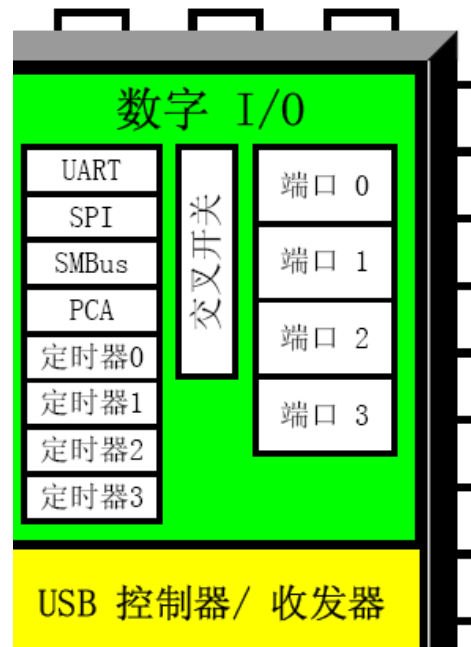 数字 I/O
UART
SPI
SMBus
PCA
定时器0
定时器1
定时器2
定时器3
交叉开关
端口 0
端口 1
端口 2
端口 3
USB 控制器/ 收发器